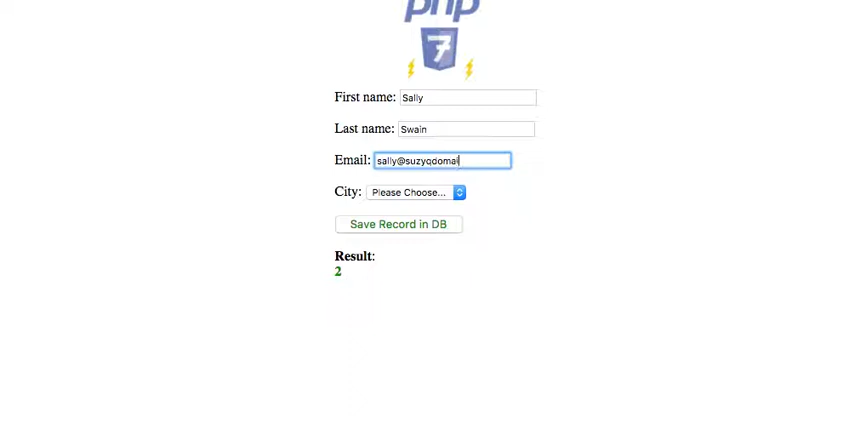 php
7
First name: Sally
Last name: Swain
Email: sally@suzyqdomai
City: Please Choose...
Save Record in DB
Result:
2